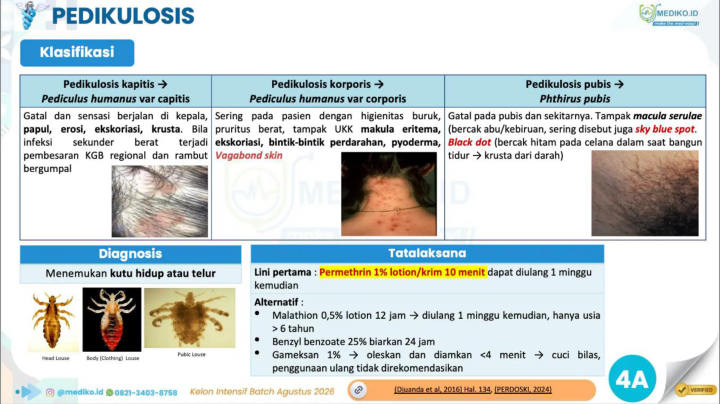 PEDIKULOSIS
MEDIKO.ID
Klasifikasi
Pedikulosis kapitis →
Pediculus humanus var capitis
Gatal dan sensasi berjalan di kepala,
papul, erosi, ekskoriasi, krusta. Bila
infeksi sekunder berat terjadi
pembesaran KGB regional dan rambut
bergumpal
Pedikulosis korporis →
Pediculus humanus var corporis
Sering pada pasien dengan higienitas buruk,
pruritus berat, tampak UKK makula eritema,
ekskoriasi, bintik-bintik perdarahan, pyoderma,
Vagabond skin
Pedikulosis pubis →
Phthirus pubis
Gatal pada pubis dan sekitarnya. Tampak macula serulae
(bercak abu/kebiruan, sering disebut juga sky blue spot.
Black dot (bercak hitam pada celana dalam saat bangun
tidur → krusta dari darah)
Diagnosis
Menemukan kutu hidup atau telur
Head Louse
Body (Clothing) Louse
Pubic Louse
Tatalaksana
Lini pertama : Permethrin 1% lotion/krim 10 menit dapat diulang 1 minggu
kemudian
Alternatif :
• Malathion 0,5% lotion 12 jam → diulang 1 minggu kemudian, hanya usia
> 6 tahun
• Benzyl benzoate 25% biarkan 24 jam
• Gameksan 1% → oleskan dan diamkan <4 menit → cuci bilas,
penggunaan ulang tidak direkomendasikan
4A
@mediko.id 0821-3403-8758 Kelon Intensif Batch Agustus 2026
(Djuanda et al, 2016) Hal. 134, (PERDOSKI, 2024)
VERIFIED